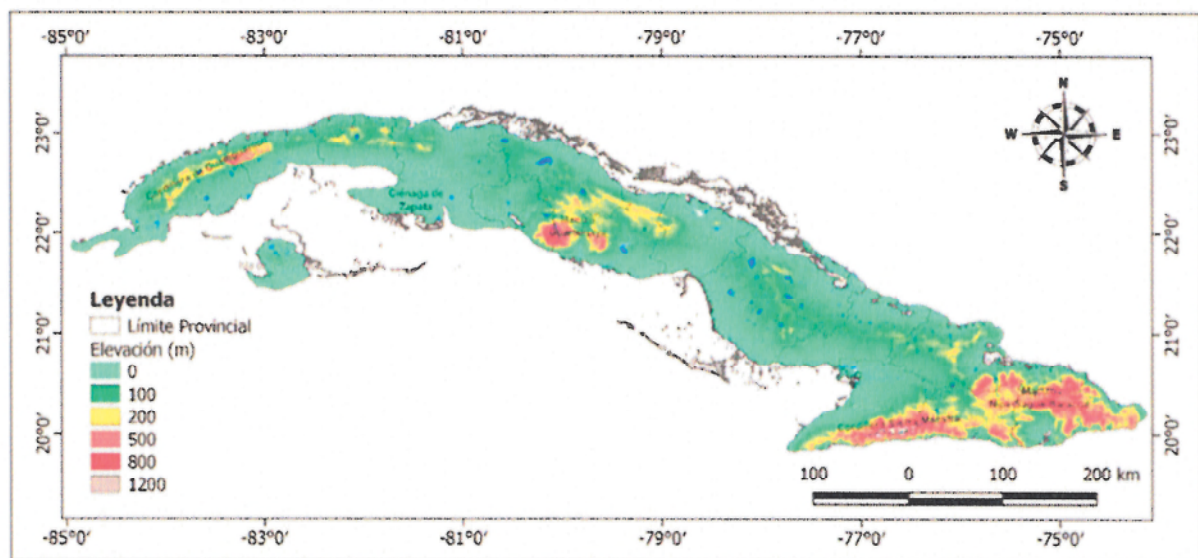 -85°0' -83°0' -81°0' -79°0' -77°0' -75°0'
N
W E
S
23°0' 23°0'
22°0' 22°0'
21°0' 21°0'
20°0' 20°0'
Ciénaga de
Zapata
Leyenda
Límite Provincial
Elevación (m)
0
100
200
500
800
1200
100 0 100 200 km
-85°0' -83°0' -81°0' -79°0' -77°0' -75°0'